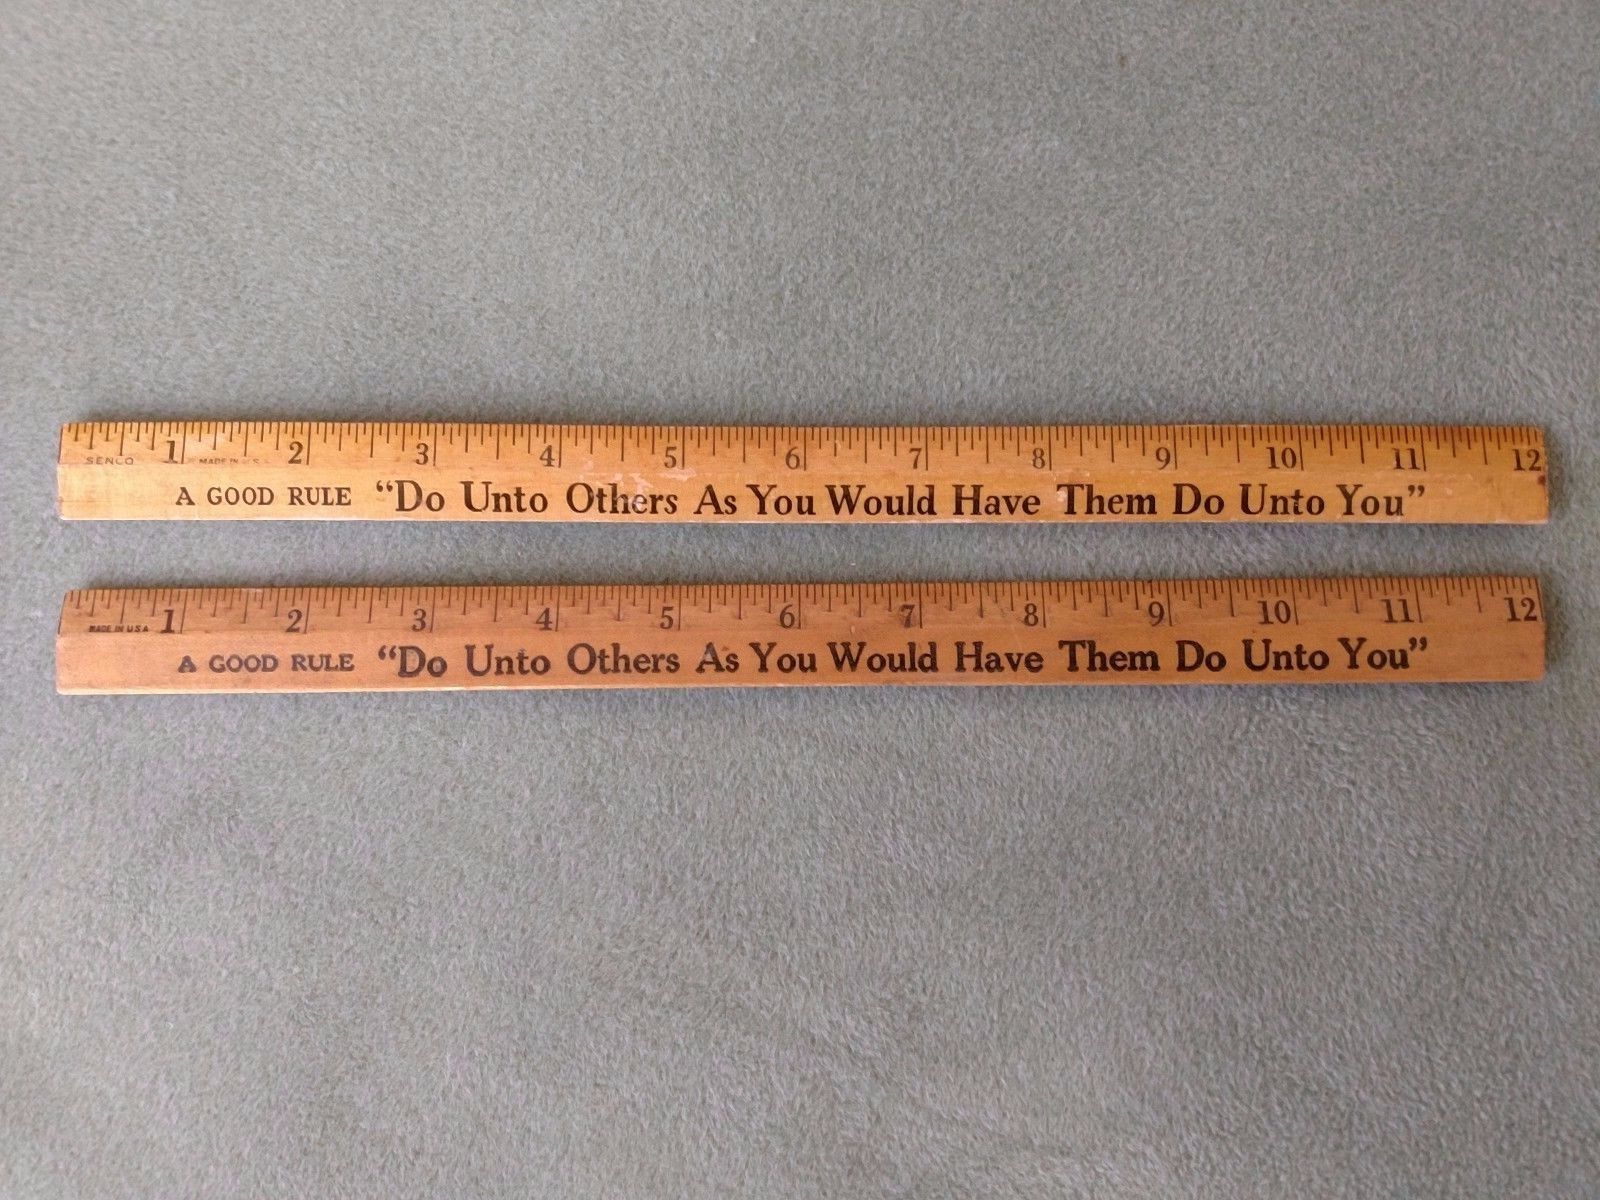 1 2 3 4 5 6 7 8 9 10 11 12
SENCO MADE IN U.S.
A GOOD RULE “Do Unto Others As You Would Have Them Do Unto You”
1 2 3 4 5 6 7 8 9 10 11 12
MADE IN U S A
A GOOD RULE “Do Unto Others As You Would Have Them Do Unto You”